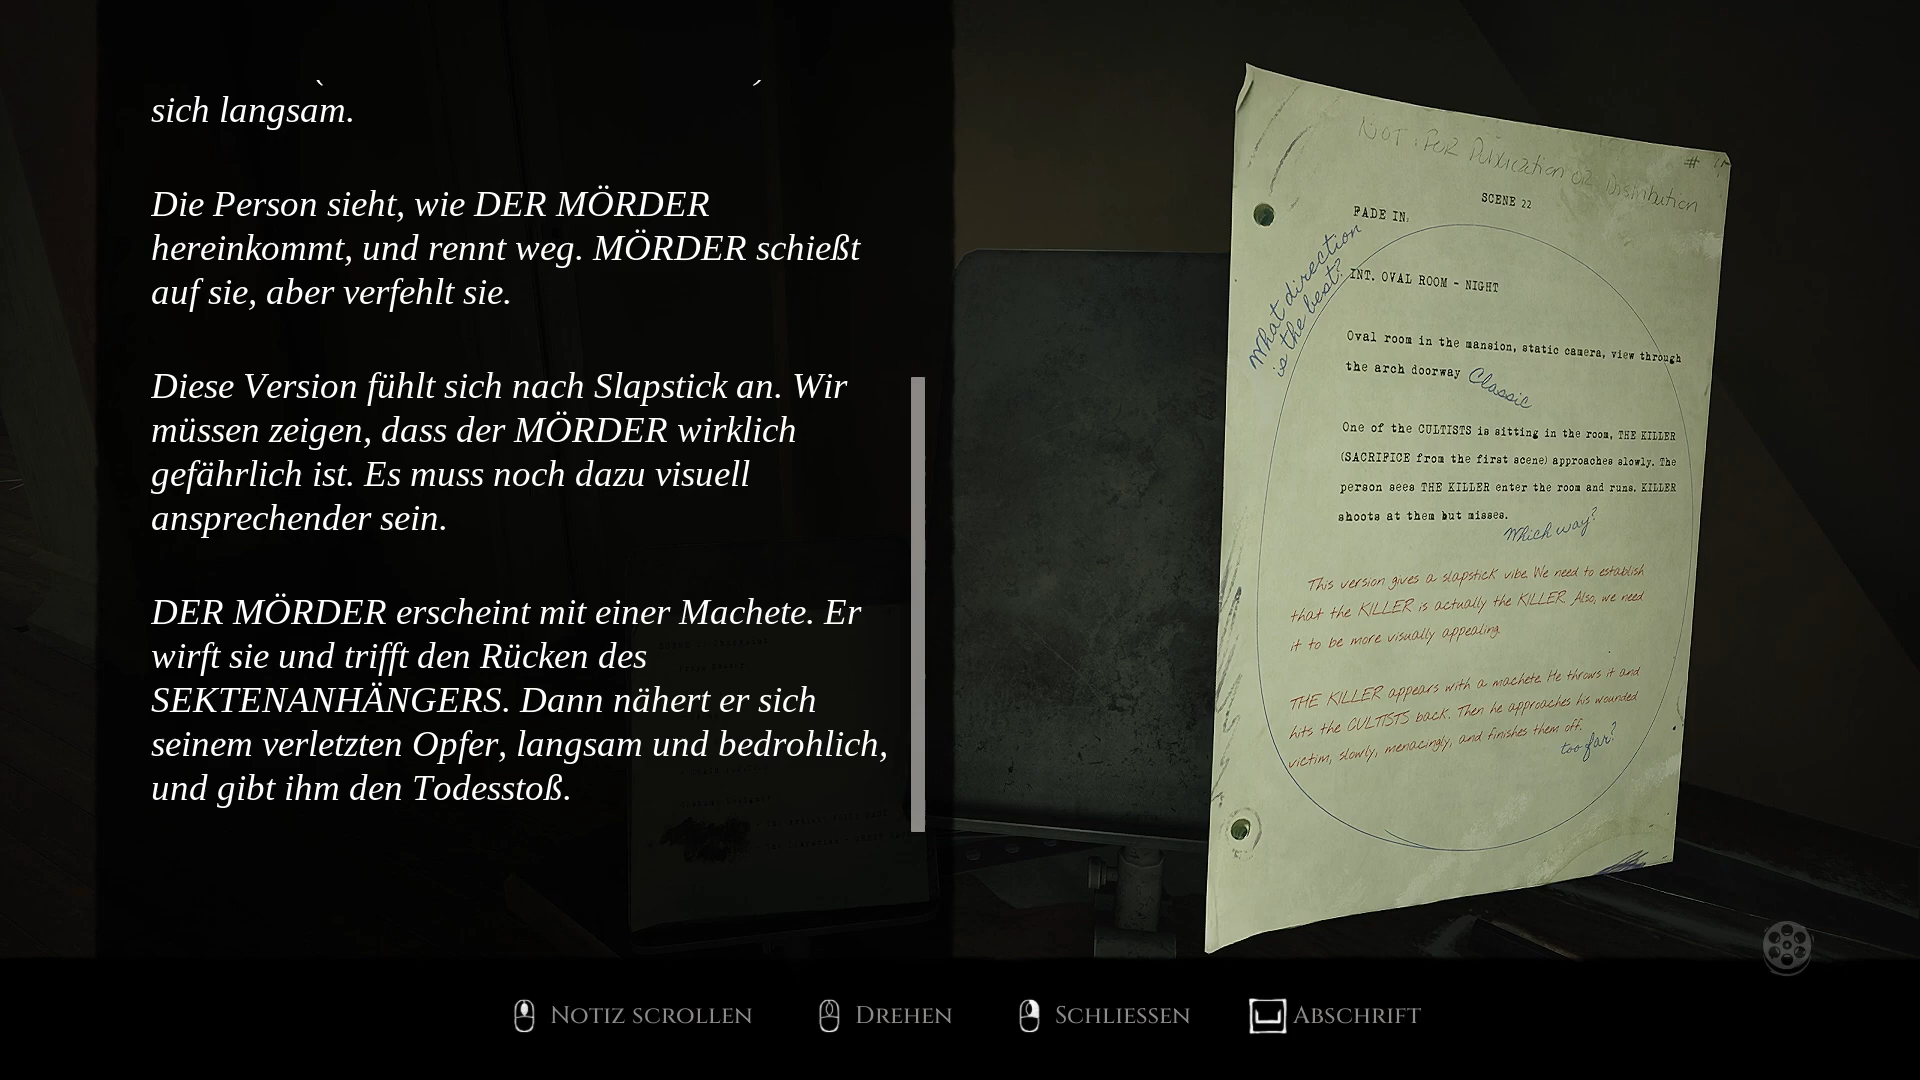 sich langsam.
Die Person sieht, wie DER MÖRDER
hereinkommt, und rennt weg. MÖRDER schießt
auf sie, aber verfehlt sie.
Diese Version fühlt sich nach Slapstick an. Wir
müssen zeigen, dass der MÖRDER wirklich
gefährlich ist. Es muss noch dazu visuell
ansprechender sein.
DER MÖRDER erscheint mit einer Machete. Er
wirft sie und trifft den Rücken des
SEKTENANHÄNGERS. Dann nähert er sich
seinem verletzten Opfer, langsam und bedrohlich,
und gibt ihm den Todesstoß.
NOT FOR Publication or Distribution
#
SCENE 22
FADE IN:
What direction
is the best?
INT. OVAL ROOM - NIGHT
Oval room in the mansion, static camera, view through
the arch doorway Classic
One of the CULTISTS is sitting in the room, THE KILLER
(SACRIFICE from the first scene) approaches slowly. The
person sees THE KILLER enter the room and runs. KILLER
shoots at them but misses.
Which way?
This version gives a slapstick vibe. We need to establish
that the KILLER is actually the KILLER. Also, we need
it to be more visually appealing.
THE KILLER appears with a machete. He throws it and
hits the CULTISTS back. Then he approaches his wounded
victim, slowly, menacingly, and finishes them off.
too far?
NOTIZ SCROLLEN
DREHEN
SCHLIESSEN
ABSCHRIFT